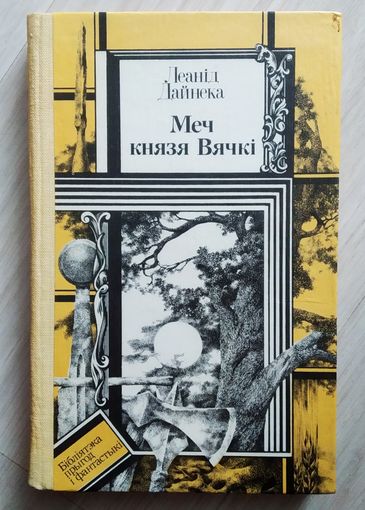 Леанід
Дайнека
Меч
князя Вячкі
Бібліятэка
прыгод
і фантастыкі